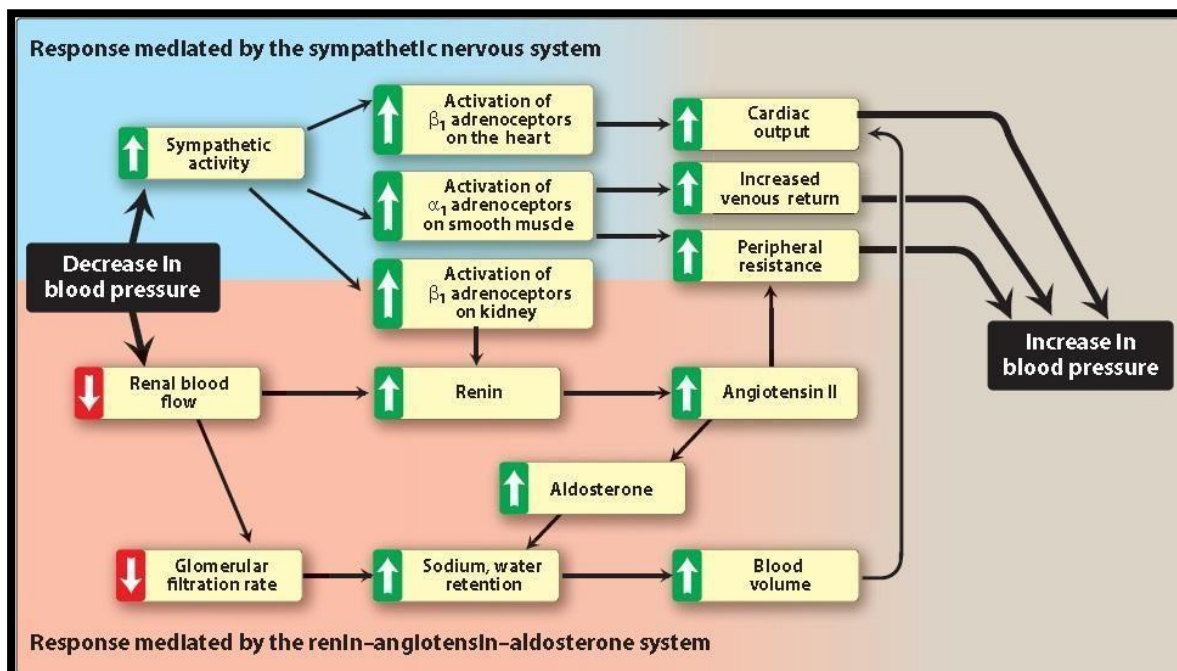 Response mediated by the sympathetic nervous system
Activation of
β1 adrenoceptors
on the heart
Cardiac
output
Sympathetic
activity
Activation of
α1 adrenoceptors
on smooth muscle
Increased
venous return
Peripheral
resistance
Decrease in
blood pressure
Activation of
β1 adrenoceptors
on kidney
Increase in
blood pressure
Renal blood
flow
Renin
Angiotensin II
Aldosterone
Glomerular
filtration rate
Sodium, water
retention
Blood
volume
Response mediated by the renin–angiotensin–aldosterone system